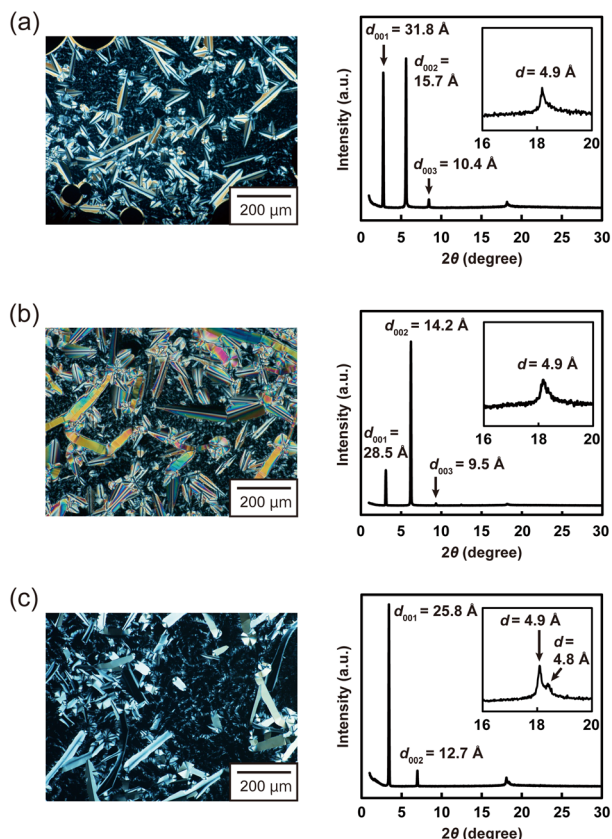 (a)
200 μm
Intensity (a.u.)
d001 = 31.8 Å
d002 =
15.7 Å
d003 = 10.4 Å
d = 4.9 Å
16 18 20
0 5 10 15 20 25 30
2θ (degree)
(b)
200 μm
Intensity (a.u.)
d002 = 14.2 Å
d001 =
28.5 Å
d003 = 9.5 Å
d = 4.9 Å
16 18 20
0 5 10 15 20 25 30
2θ (degree)
(c)
200 μm
Intensity (a.u.)
d001 = 25.8 Å
d002 = 12.7 Å
d = 4.9 Å
d =
4.8 Å
16 18 20
0 5 10 15 20 25 30
2θ (degree)